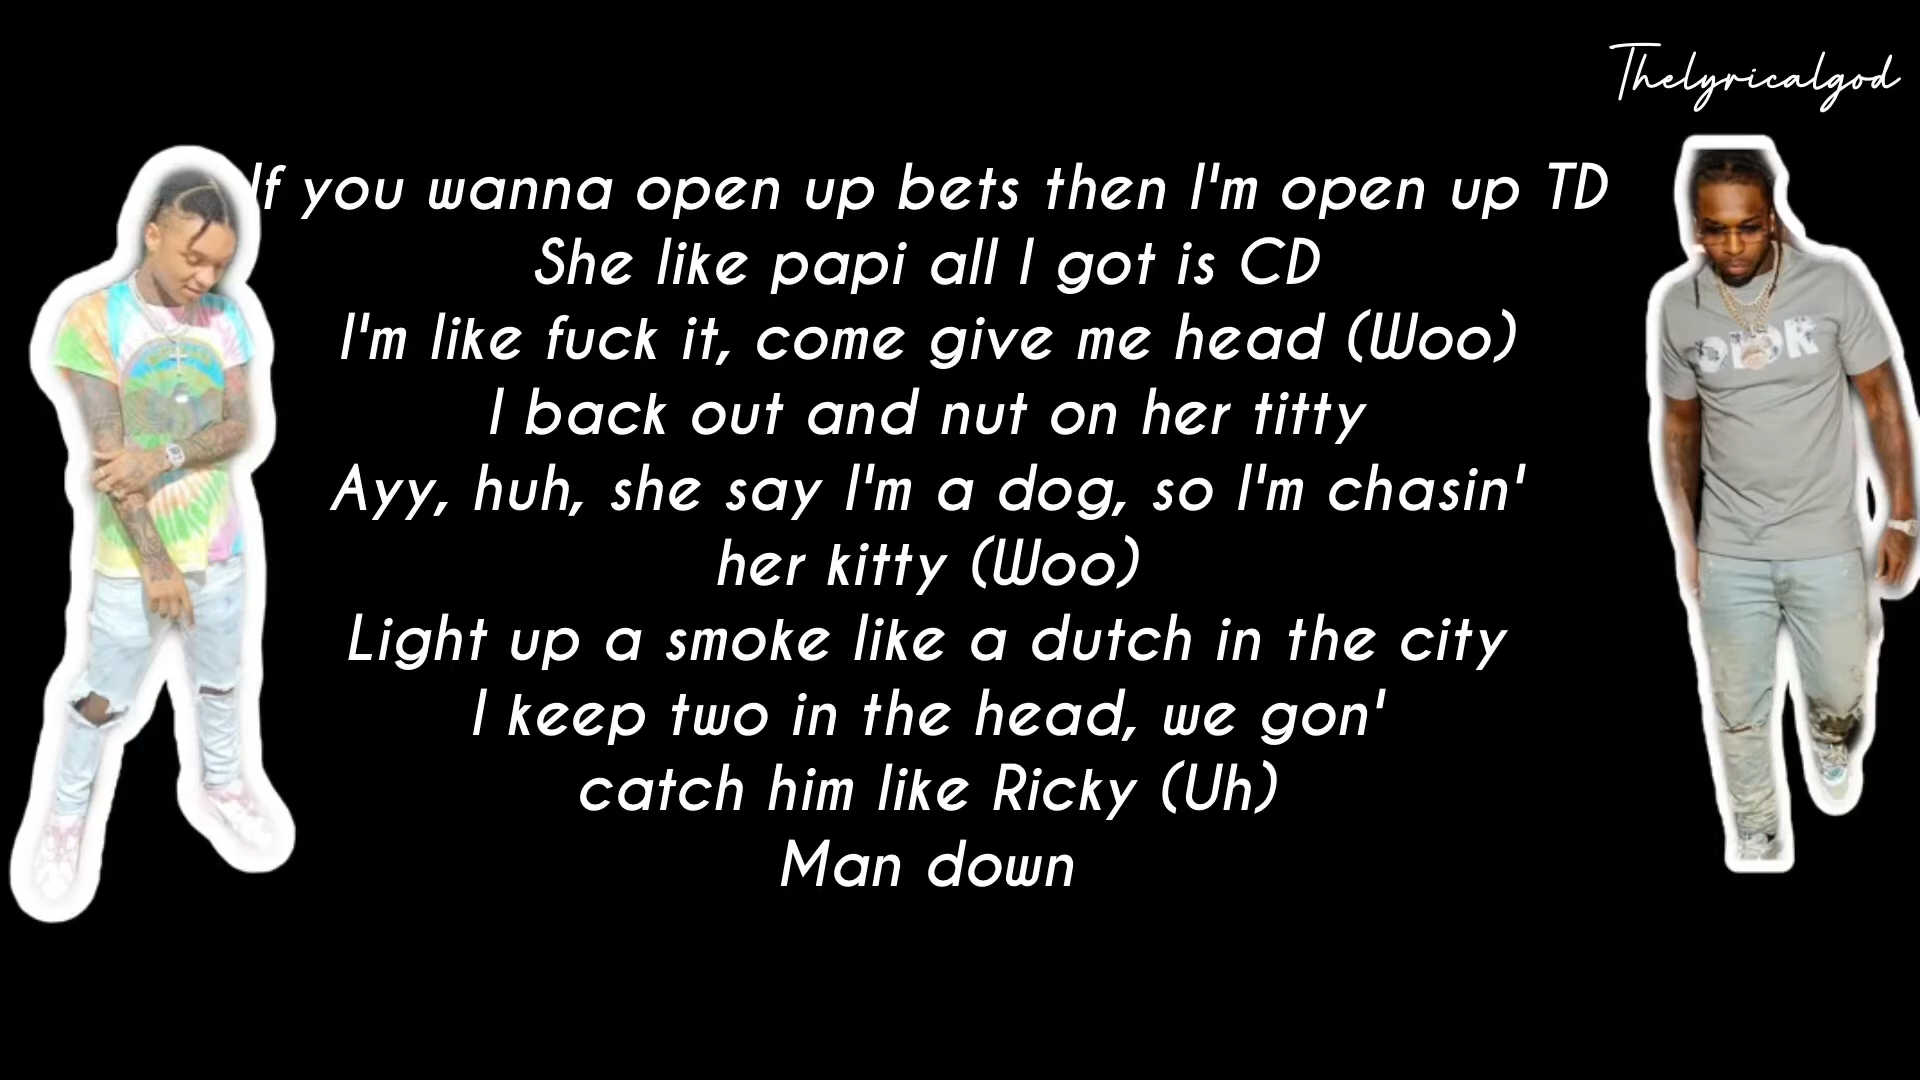 Thelyricalgod
If you wanna open up bets then I'm open up TD
She like papi all I got is CD
I'm like fuck it, come give me head (Woo)
I back out and nut on her titty
Ayy, huh, she say I'm a dog, so I'm chasin'
her kitty (Woo)
Light up a smoke like a dutch in the city
I keep two in the head, we gon'
catch him like Ricky (Uh)
Man down
DIOR